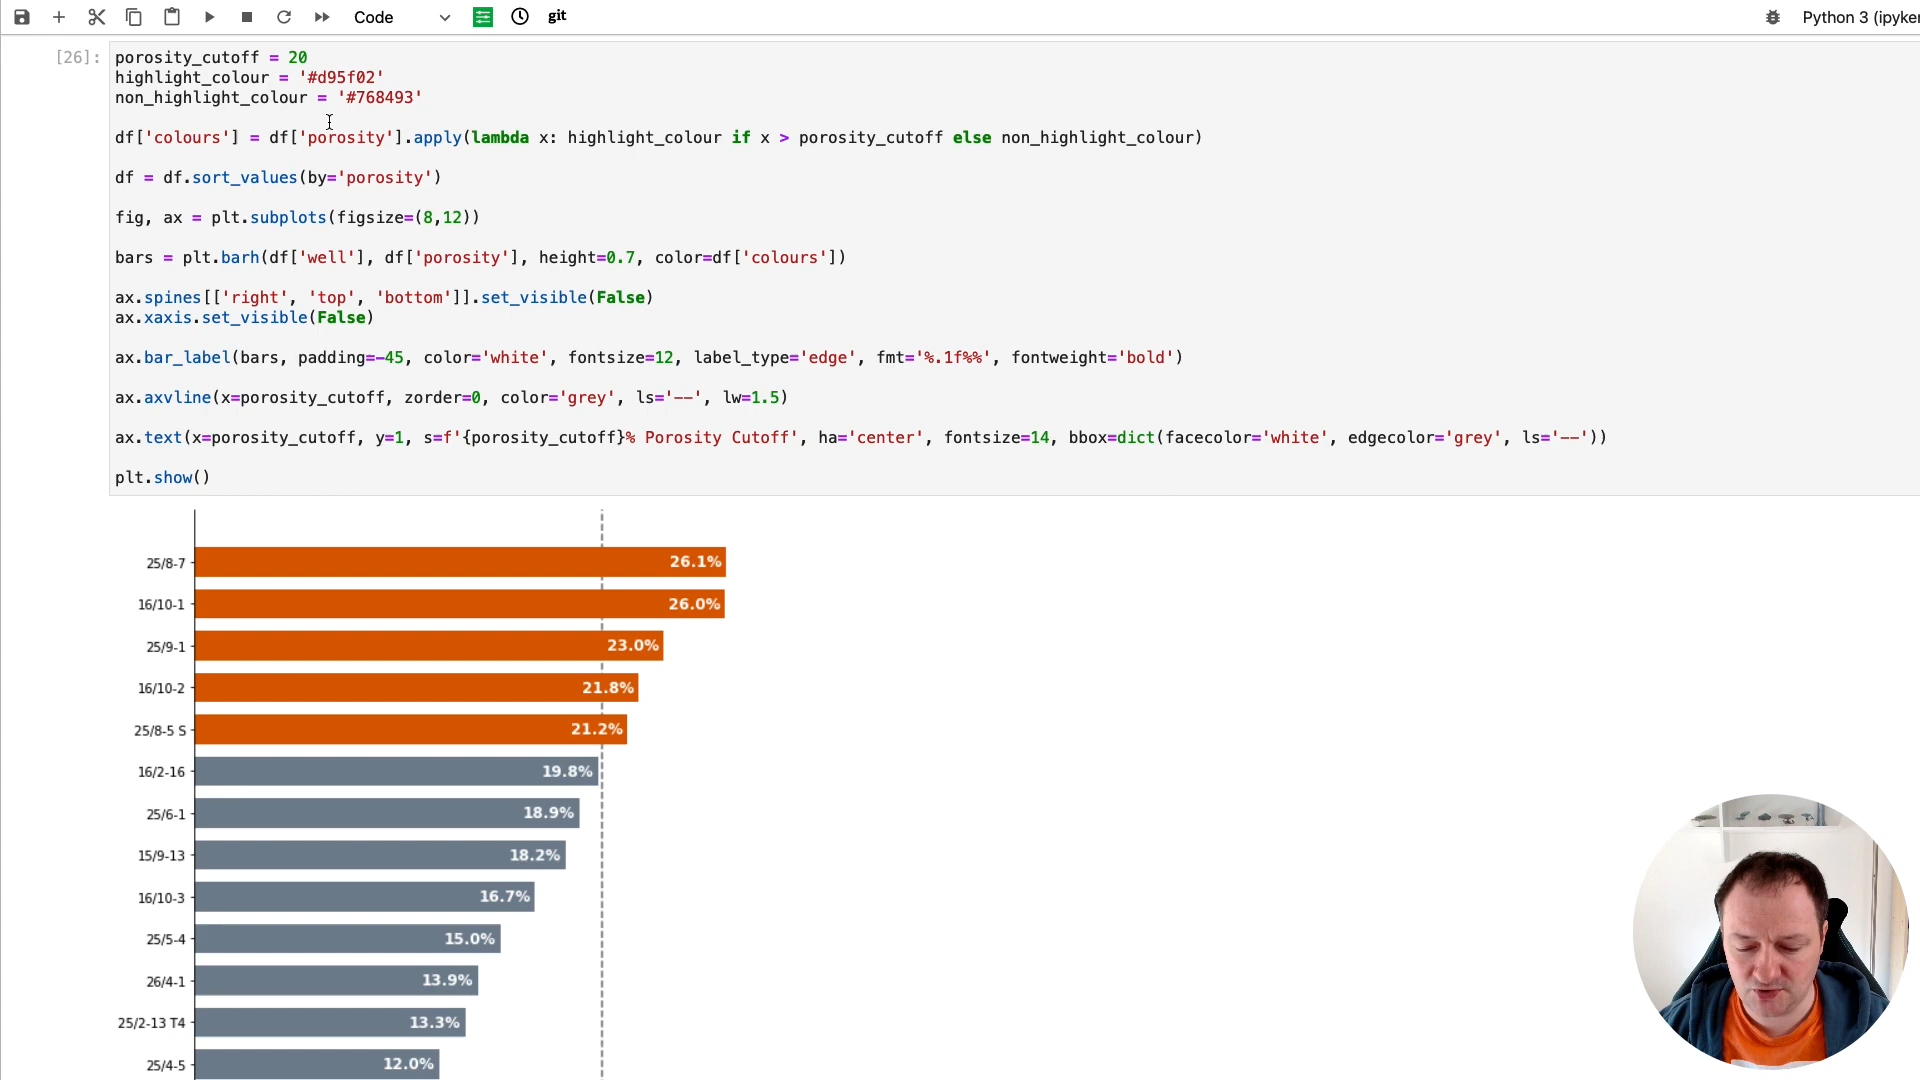 Code git Python 3 (ipyker
[26]: porosity_cutoff = 20
highlight_colour = '#d95f02'
non_highlight_colour = '#768493'
df['colours'] = df['porosity'].apply(lambda x: highlight_colour if x > porosity_cutoff else non_highlight_colour)
df = df.sort_values(by='porosity')
fig, ax = plt.subplots(figsize=(8,12))
bars = plt.barh(df['well'], df['porosity'], height=0.7, color=df['colours'])
ax.spines[['right', 'top', 'bottom']].set_visible(False)
ax.xaxis.set_visible(False)
ax.bar_label(bars, padding=-45, color='white', fontsize=12, label_type='edge', fmt='%.1f%%', fontweight='bold')
ax.axvline(x=porosity_cutoff, zorder=0, color='grey', ls='--', lw=1.5)
ax.text(x=porosity_cutoff, y=1, s=f'{porosity_cutoff}% Porosity Cutoff', ha='center', fontsize=14, bbox=dict(facecolor='white', edgecolor='grey', ls='--'))
plt.show()
25/8-7 26.1%
16/10-1 26.0%
25/9-1 23.0%
16/10-2 21.8%
25/8-5 S 21.2%
16/2-16 19.8%
25/6-1 18.9%
15/9-13 18.2%
16/10-3 16.7%
25/5-4 15.0%
26/4-1 13.9%
25/2-13 T4 13.3%
25/4-5 12.0%